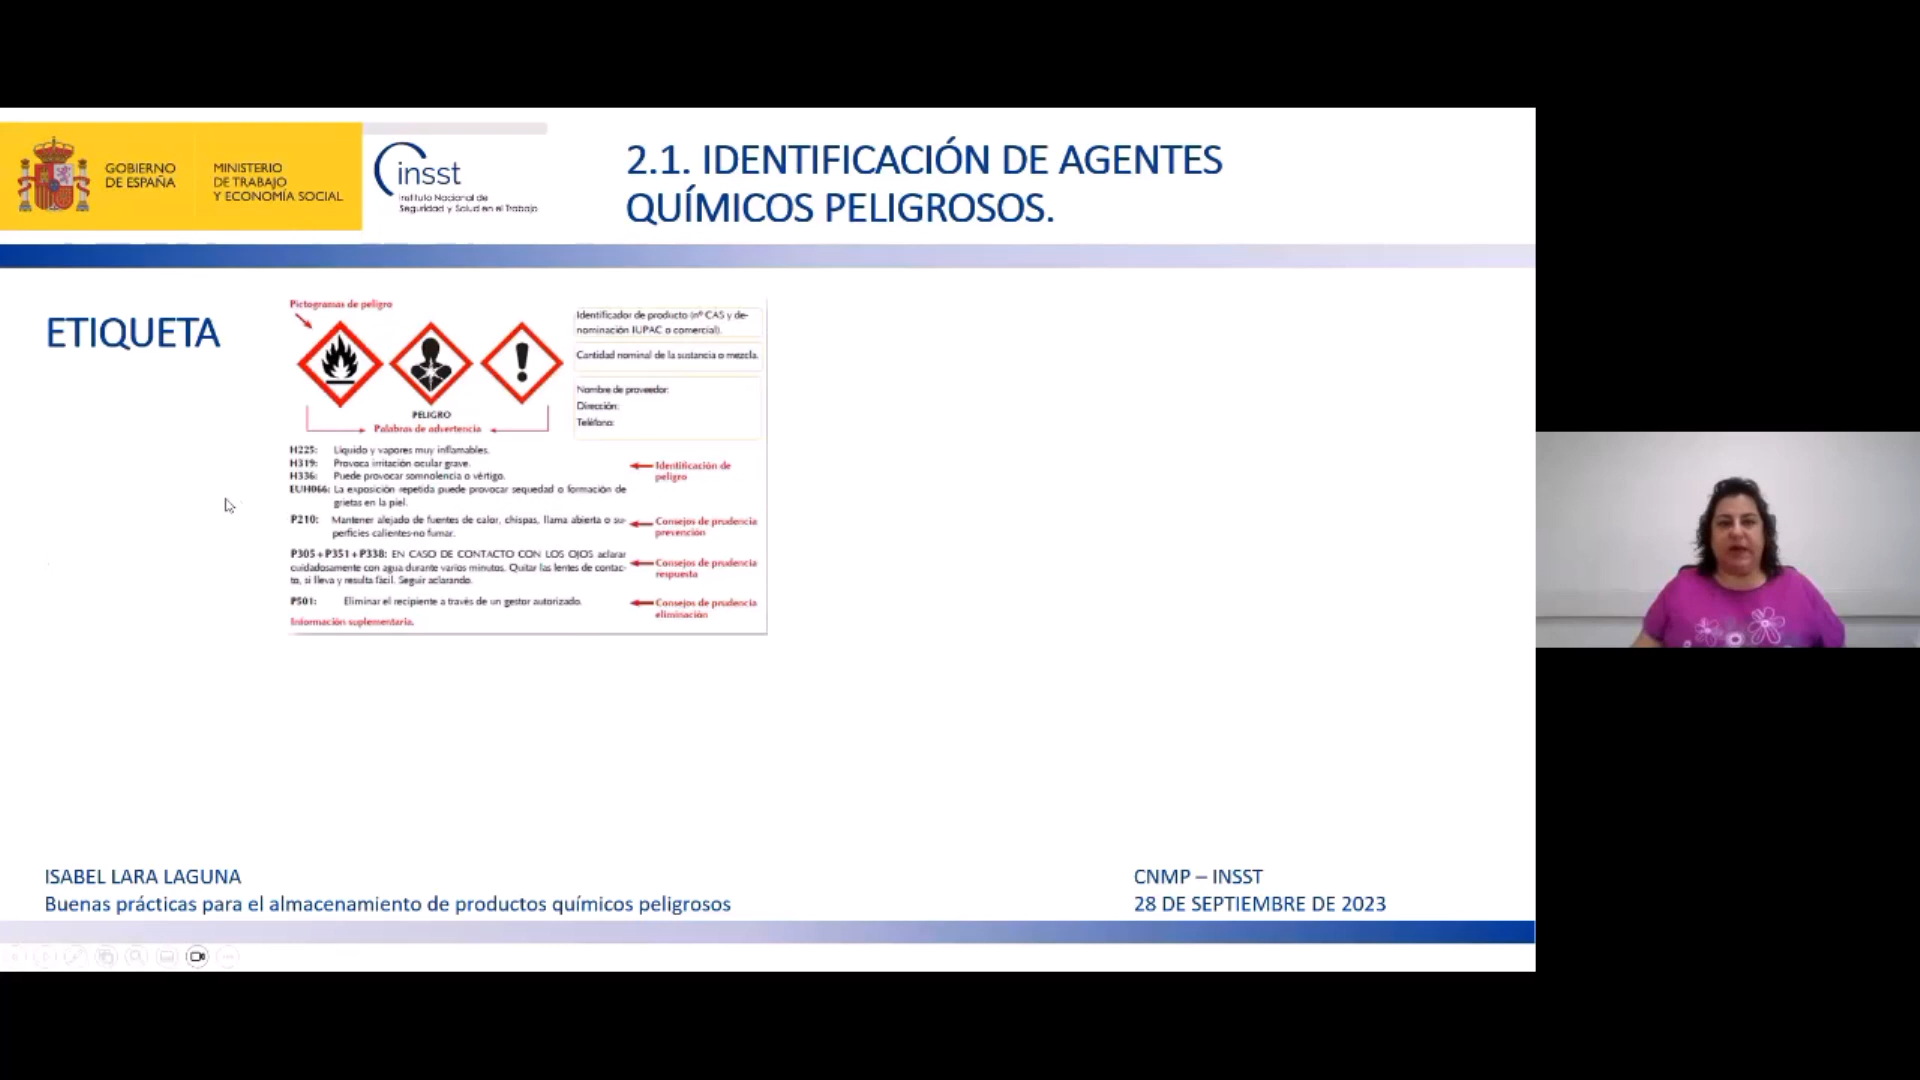 GOBIERNO
DE ESPAÑA
MINISTERIO
DE TRABAJO
Y ECONOMÍA SOCIAL
insst
Instituto Nacional de
Seguridad y Salud en el Trabajo
2.1. IDENTIFICACIÓN DE AGENTES
QUÍMICOS PELIGROSOS.
ETIQUETA
Pictogramas de peligro
PELIGRO
Palabras de advertencia
Identificador de producto (nº CAS y de-
nominación IUPAC o comercial).
Cantidad nominal de la sustancia o mezcla.
Nombre de proveedor:
Dirección:
Teléfono:
H225: Líquido y vapores muy inflamables.
H319: Provoca irritación ocular grave.
H336: Puede provocar somnolencia o vértigo.
EUH066: La exposición repetida puede provocar sequedad o formación de
grietas en la piel.
Identificación de
peligro
P210: Mantener alejado de fuentes de calor, chispas, llama abierta o su-
perficies calientes-no fumar.
Consejos de prudencia
prevención
P305+P351+P338: EN CASO DE CONTACTO CON LOS OJOS aclarar
cuidadosamente con agua durante varios minutos. Quitar las lentes de contac-
to, si lleva y resulta fácil. Seguir aclarando.
Consejos de prudencia
respuesta
P501: Eliminar el recipiente a través de un gestor autorizado.
Consejos de prudencia
eliminación
Información suplementaria.
ISABEL LARA LAGUNA
Buenas prácticas para el almacenamiento de productos químicos peligrosos
CNMP – INSST
28 DE SEPTIEMBRE DE 2023